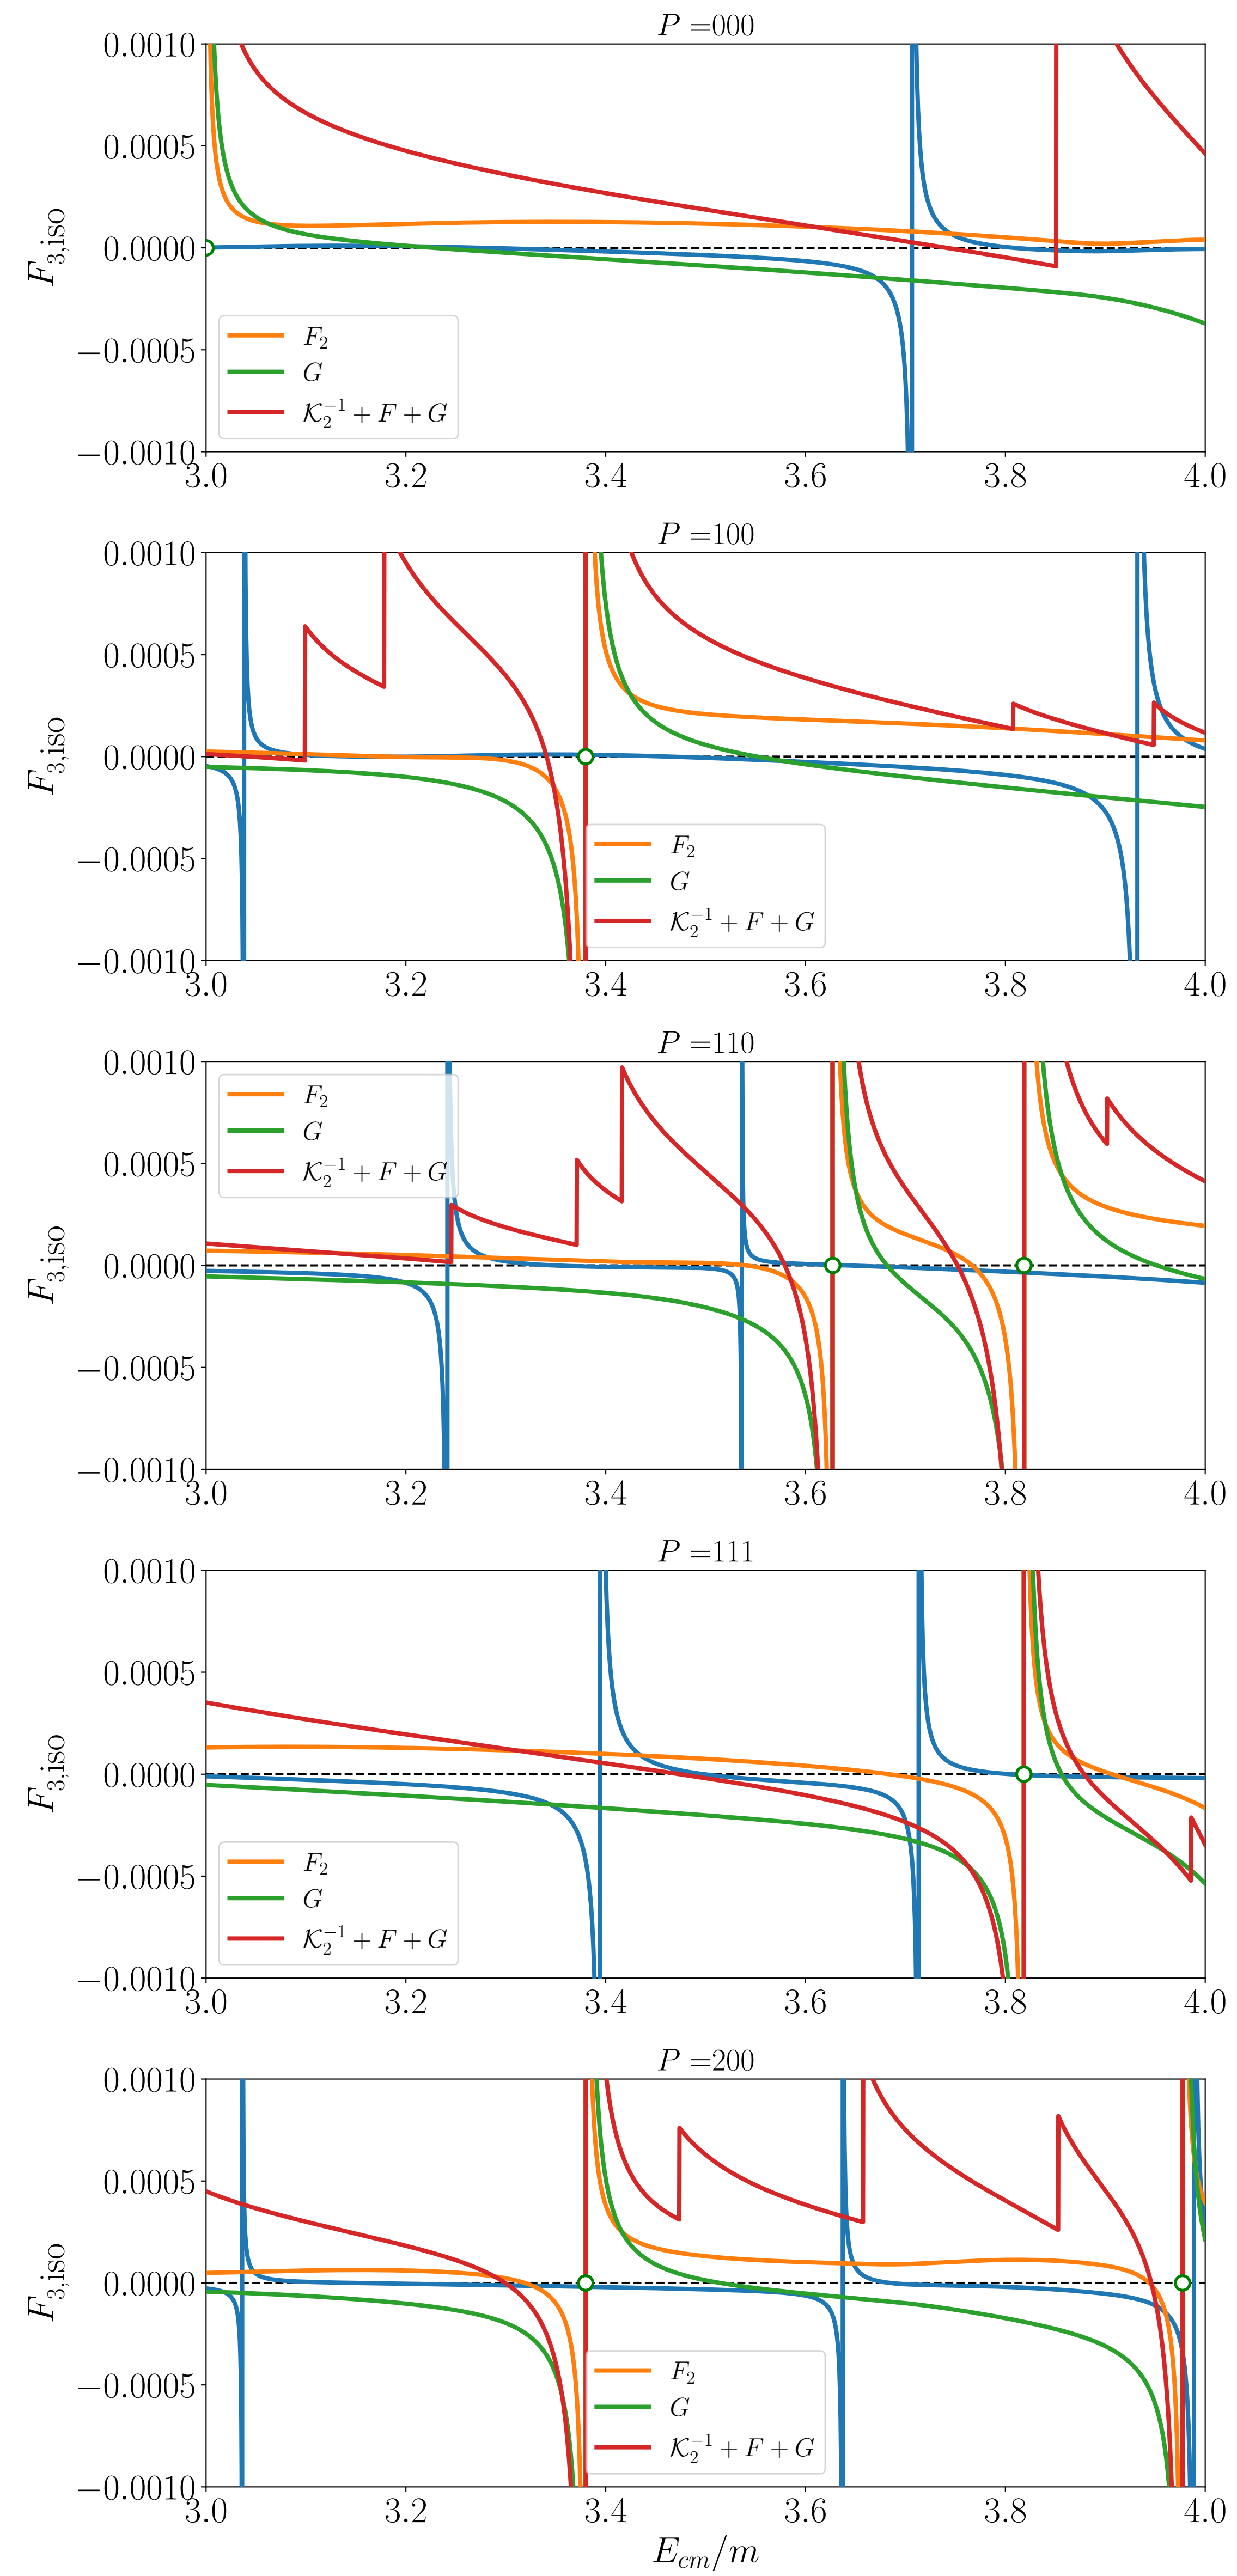 P =000
0.0010
0.0005
0.0000
−0.0005
−0.0010
F3,iso
F2
G
K2−1 + F + G
3.0 3.2 3.4 3.6 3.8 4.0
P =100
0.0010
0.0005
0.0000
−0.0005
−0.0010
F3,iso
F2
G
K2−1 + F + G
3.0 3.2 3.4 3.6 3.8 4.0
P =110
0.0010
0.0005
0.0000
−0.0005
−0.0010
F3,iso
F2
G
K2−1 + F + G
3.0 3.2 3.4 3.6 3.8 4.0
P =111
0.0010
0.0005
0.0000
−0.0005
−0.0010
F3,iso
F2
G
K2−1 + F + G
3.0 3.2 3.4 3.6 3.8 4.0
P =200
0.0010
0.0005
0.0000
−0.0005
−0.0010
F3,iso
F2
G
K2−1 + F + G
3.0 3.2 3.4 3.6 3.8 4.0
Ecm/m